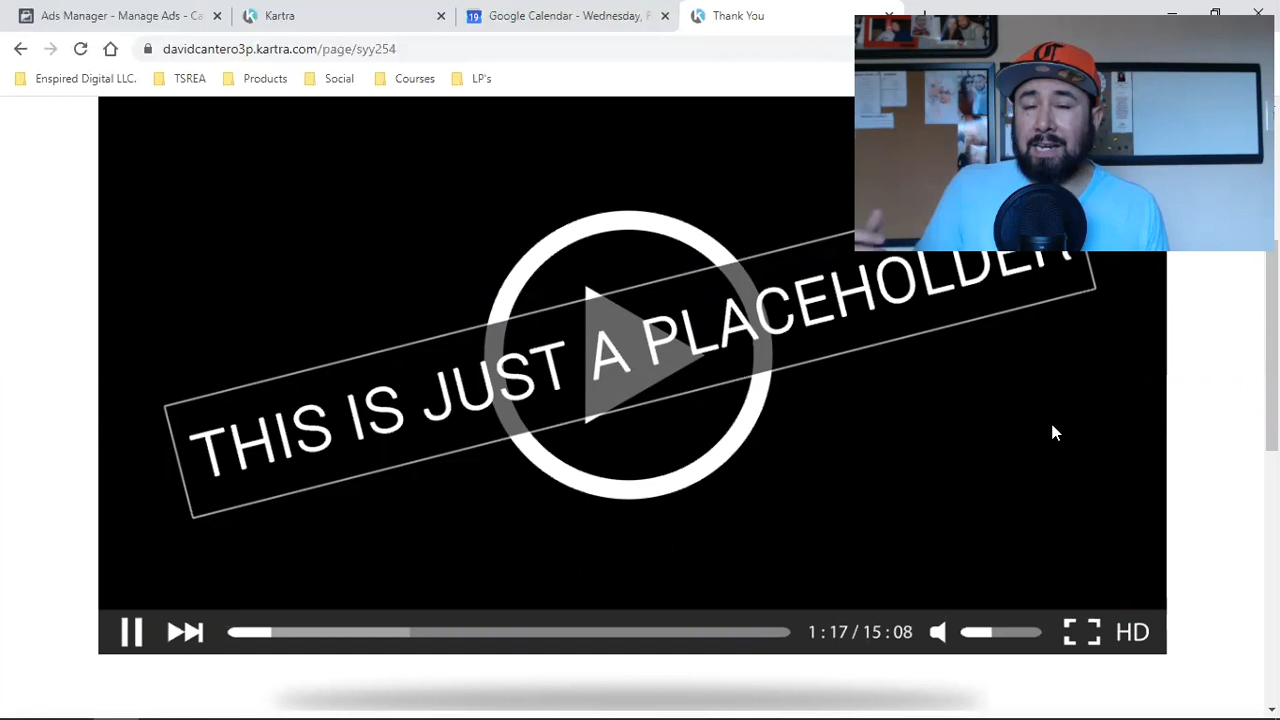 Ads Manager - Manage Ads -
Kartra
Google Calendar - Wednesday, F
Thank You
davidcantero3p.kartra.com/page/syy254
Enspired Digital LLC.
TSREA
Products
Social
Courses
LP's
THIS IS JUST A PLACEHOLDER
1:17 / 15:08
HD